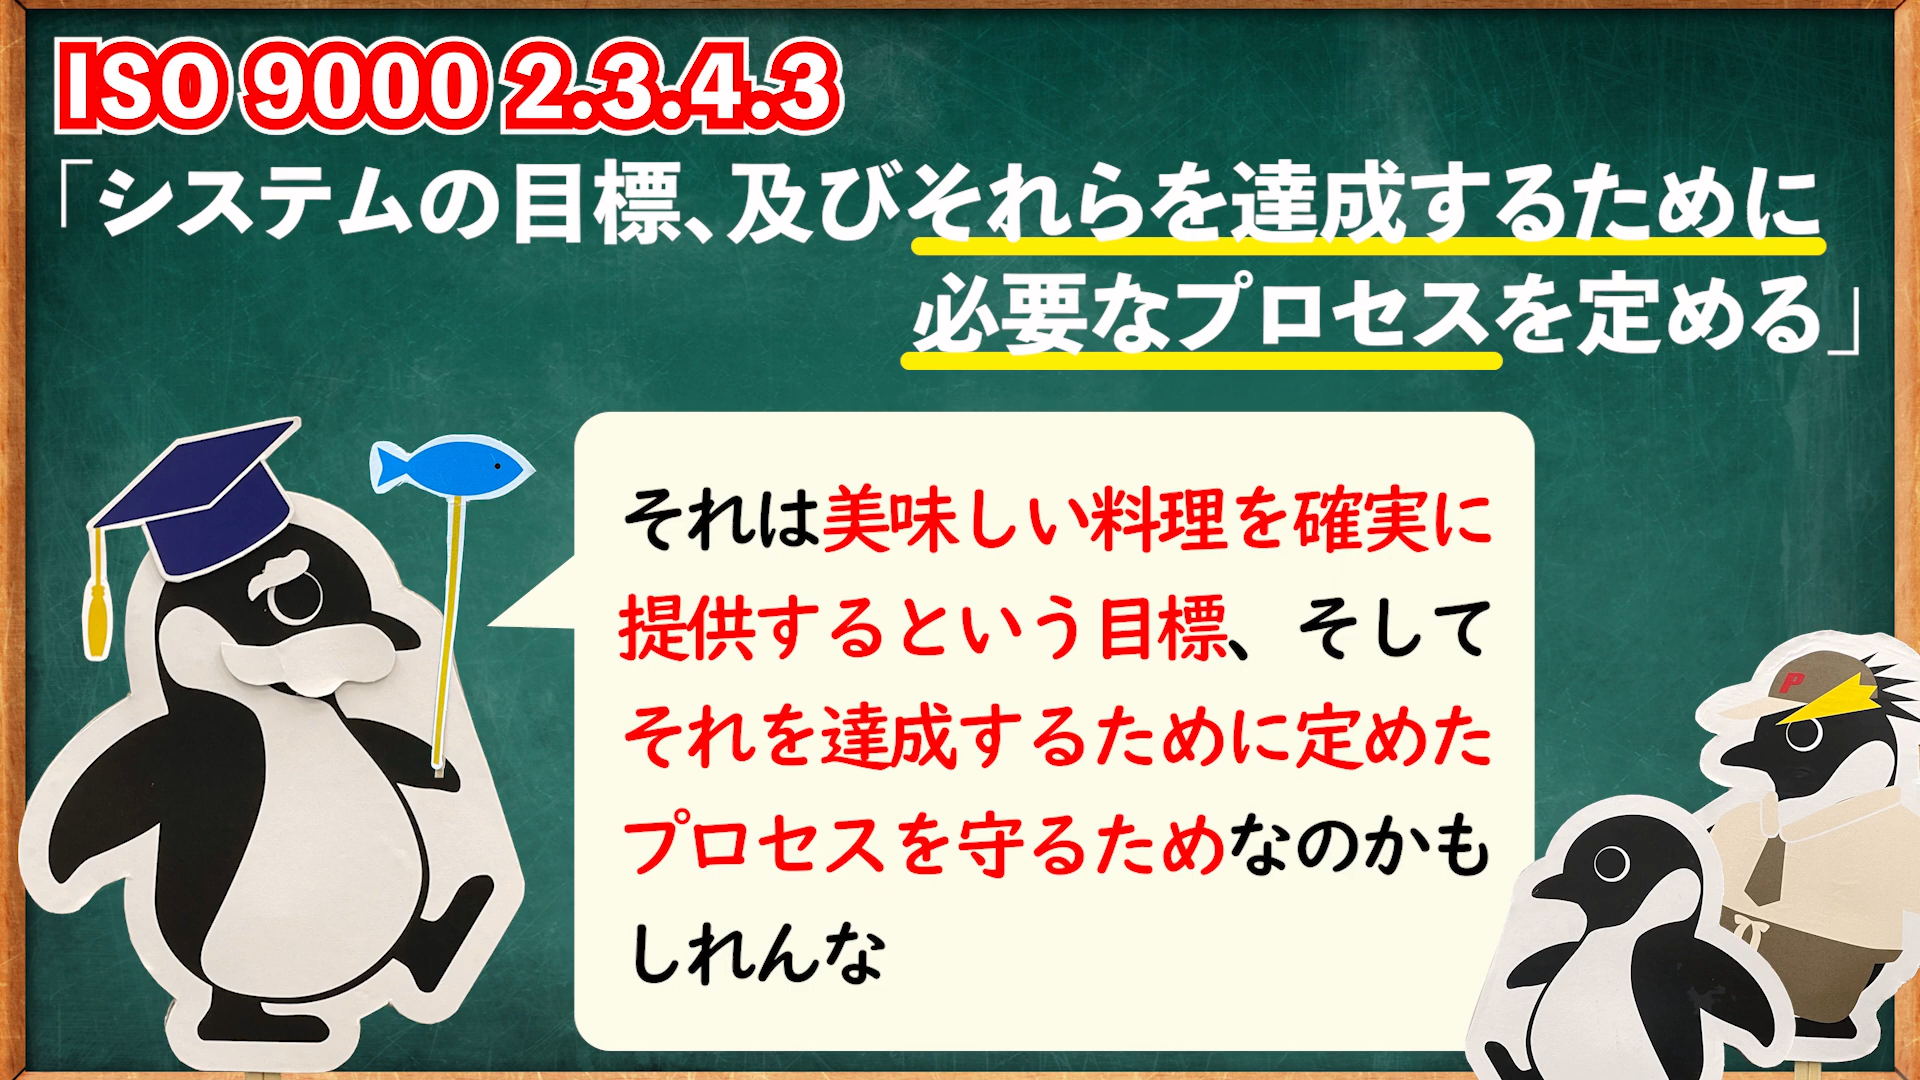 ISO 9000 2.3.4.3
「システムの目標、及びそれらを達成するために
必要なプロセスを定める」
それは美味しい料理を確実に
提供するという目標、そして
それを達成するために定めた
プロセスを守るためなのかも
しれんな
P